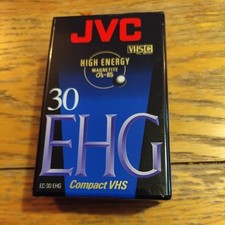 JVC
VHS C
HIGH ENERGY
MAGNETITE
30
EHG
EC-30 EHG
Compact VHS